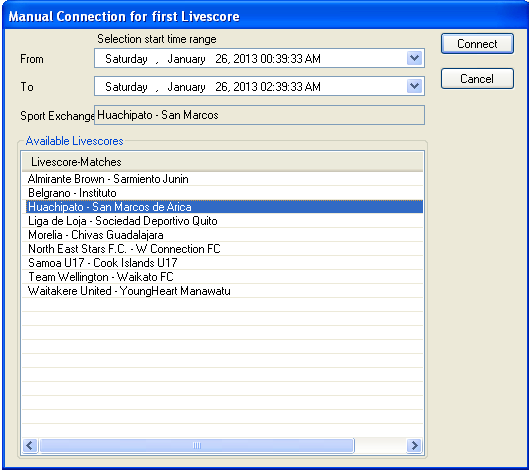 Manual Connection for first Livescore
Selection start time range
From Saturday , January 26, 2013 00:39:33 AM
Connect
To Saturday , January 26, 2013 02:39:33 AM
Cancel
Sport Exchange Huachipato - San Marcos
Available Livescores
Livescore-Matches
Almirante Brown - Sarmiento Junin
Belgrano - Instituto
Huachipato - San Marcos de Arica
Liga de Loja - Sociedad Deportivo Quito
Morelia - Chivas Guadalajara
North East Stars F.C. - W Connection FC
Samoa U17 - Cook Islands U17
Team Wellington - Waikato FC
Waitakere United - YoungHeart Manawatu